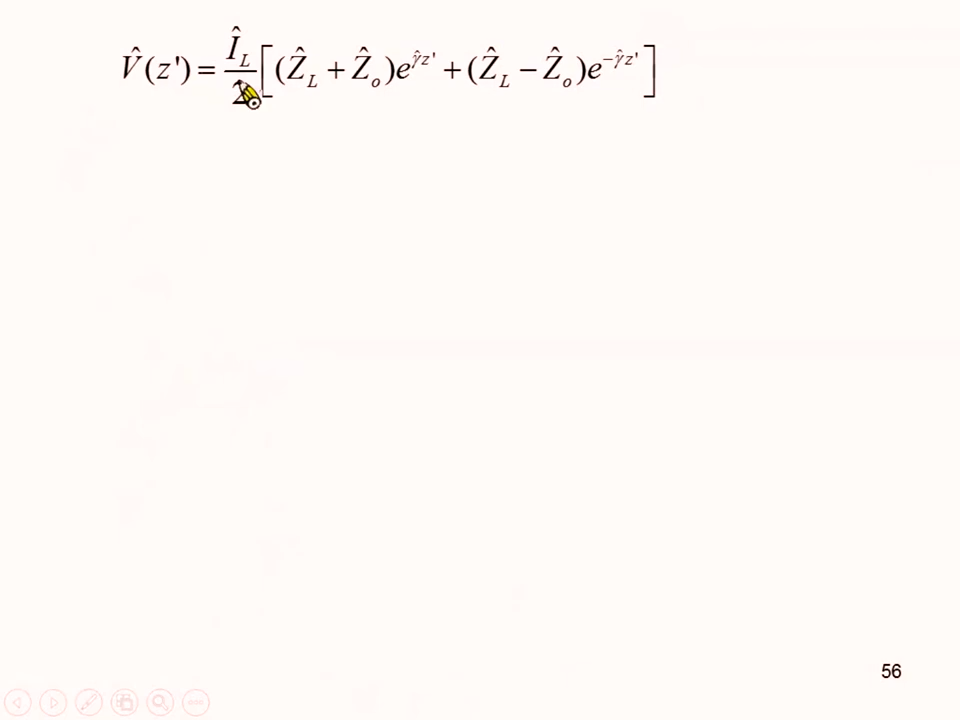 V̂(z') = Î_L/2 [(Ẑ_L + Ẑ_o)e^{γ̂z'} + (Ẑ_L − Ẑ_o)e^{−γ̂z'}]
56